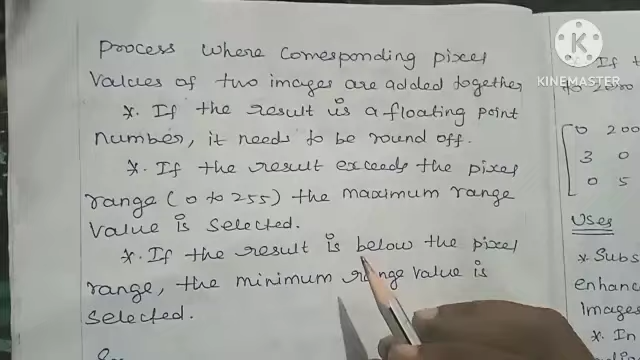 process where corresponding pixel
values of two images are added together
*. If the result is a floating point
number, it needs to be round off.
*. If the result exceeds the pixel
range (0 to 255) the maximum range
value is selected.
*. If the result is below the pixel
range, the minimum range value is
selected.
If t
to zero
0 200
3 0
0 5
Uses
*. Subs
enhanc
Images
*. In
KINEMASTER